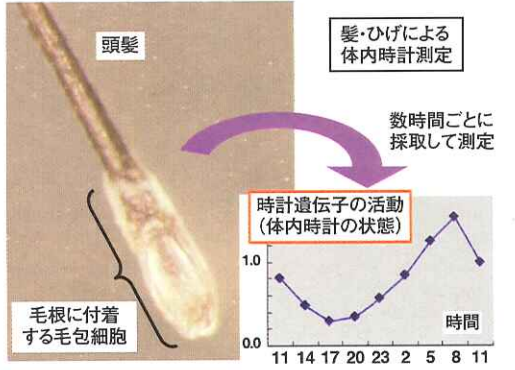 頭髪
髪・ひげによる
体内時計測定
数時間ごとに
採取して測定
時計遺伝子の活動
(体内時計の状態)
1.0
0.0
時間
11 14 17 20 23 2 5 8 11
毛根に付着
する毛包細胞